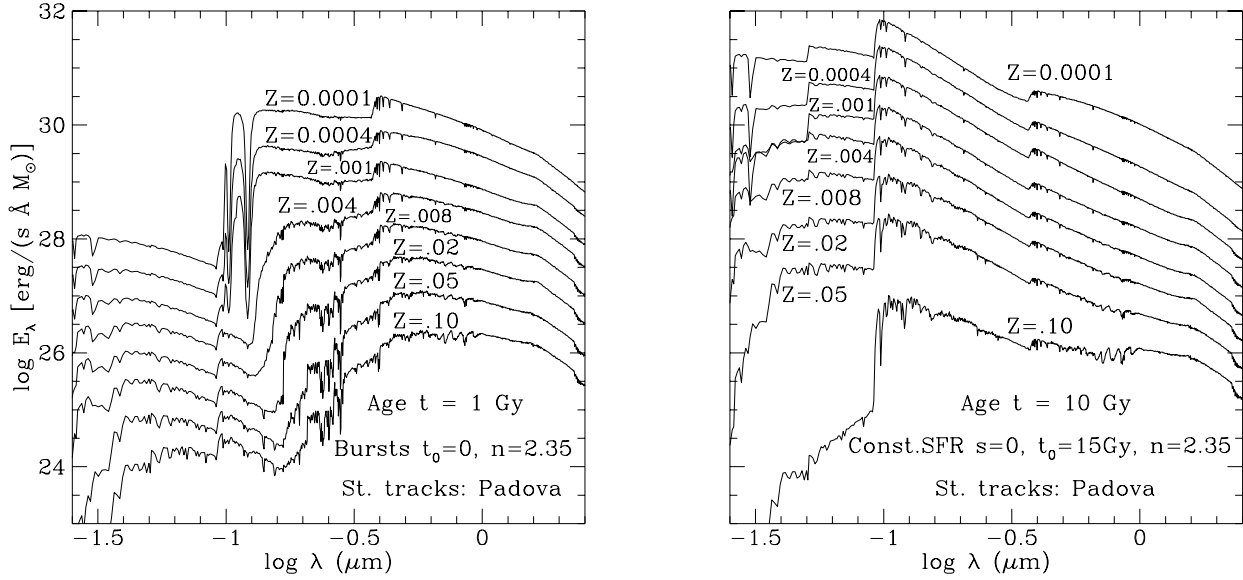 32
30
28
26
24
log E_λ [erg/(s Å M_⊙)]
Z=0.0001
Z=0.0004
Z=.001
Z=.004
Z=.008
Z=.02
Z=.05
Z=.10
Age t = 1 Gy
Bursts t₀=0, n=2.35
St. tracks: Padova
−1.5 −1 −0.5 0
log λ (μm)
Z=0.0001
Z=0.0004
Z=.001
Z=.004
Z=.008
Z=.02
Z=.05
Z=.10
Age t = 10 Gy
Const.SFR s=0, t₀=15Gy, n=2.35
St. tracks: Padova
−1.5 −1 −0.5 0
log λ (μm)